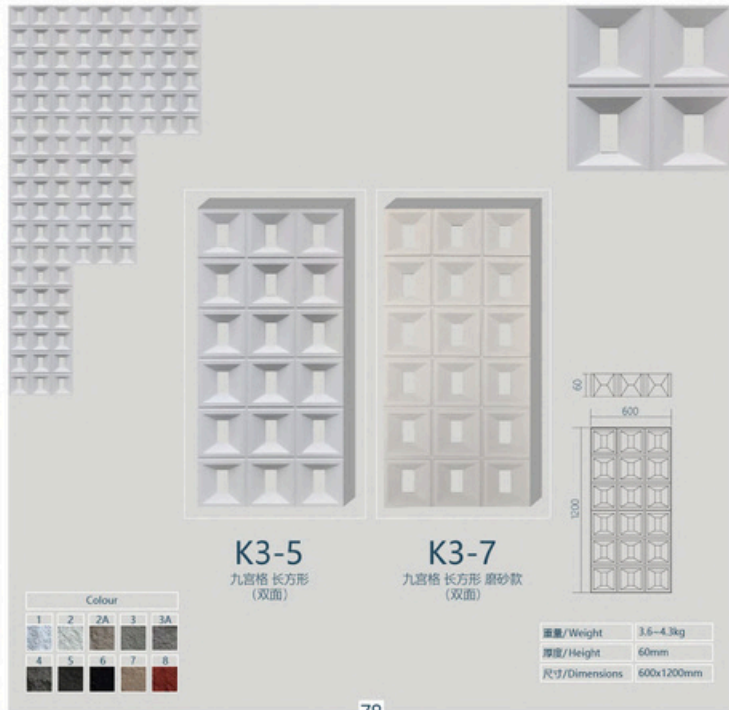 K3-5
九宫格 长方形
（双面）
K3-7
九宫格 长方形 磨砂款
（双面）
60
600
1200
Colour
1 2 2A 3 3A
4 5 6 7 8
重量/Weight 3.6~4.3kg
厚度/Height 60mm
尺寸/Dimensions 600x1200mm